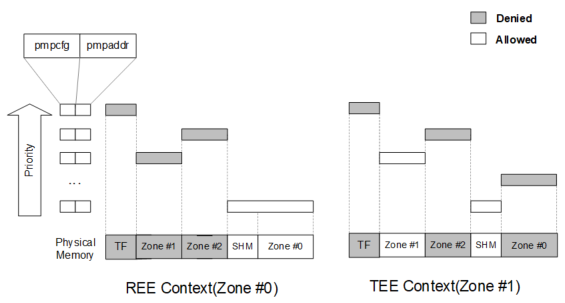 Denied
Allowed
pmpcfg pmpaddr
Priority
...
Physical Memory
TF Zone #1 Zone #2 SHM Zone #0
TF Zone #1 Zone #2 SHM Zone #0
REE Context(Zone #0)
TEE Context(Zone #1)